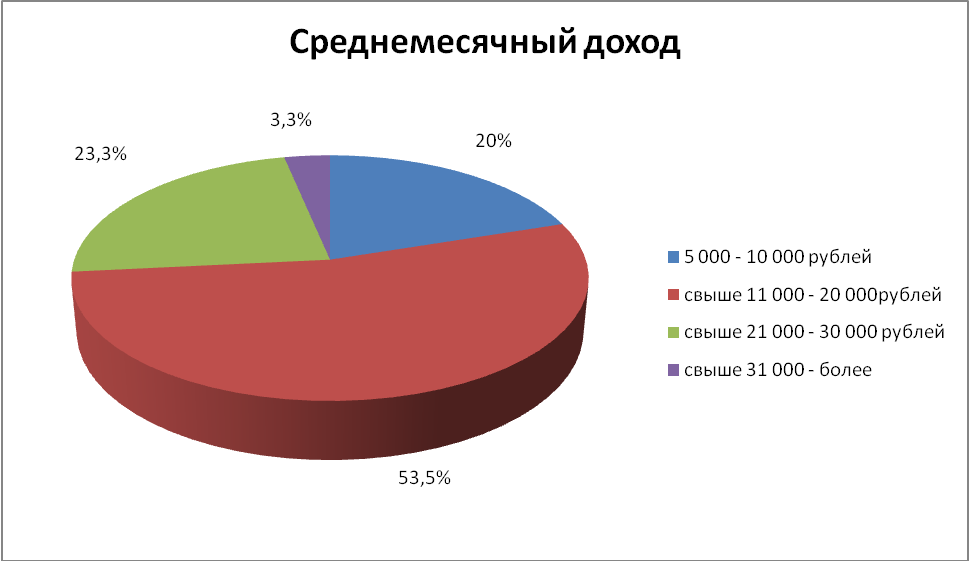 Среднемесячный доход
3,3%
20%
23,3%
5 000 - 10 000 рублей
свыше 11 000 - 20 000рублей
свыше 21 000 - 30 000 рублей
свыше 31 000 - более
53,5%